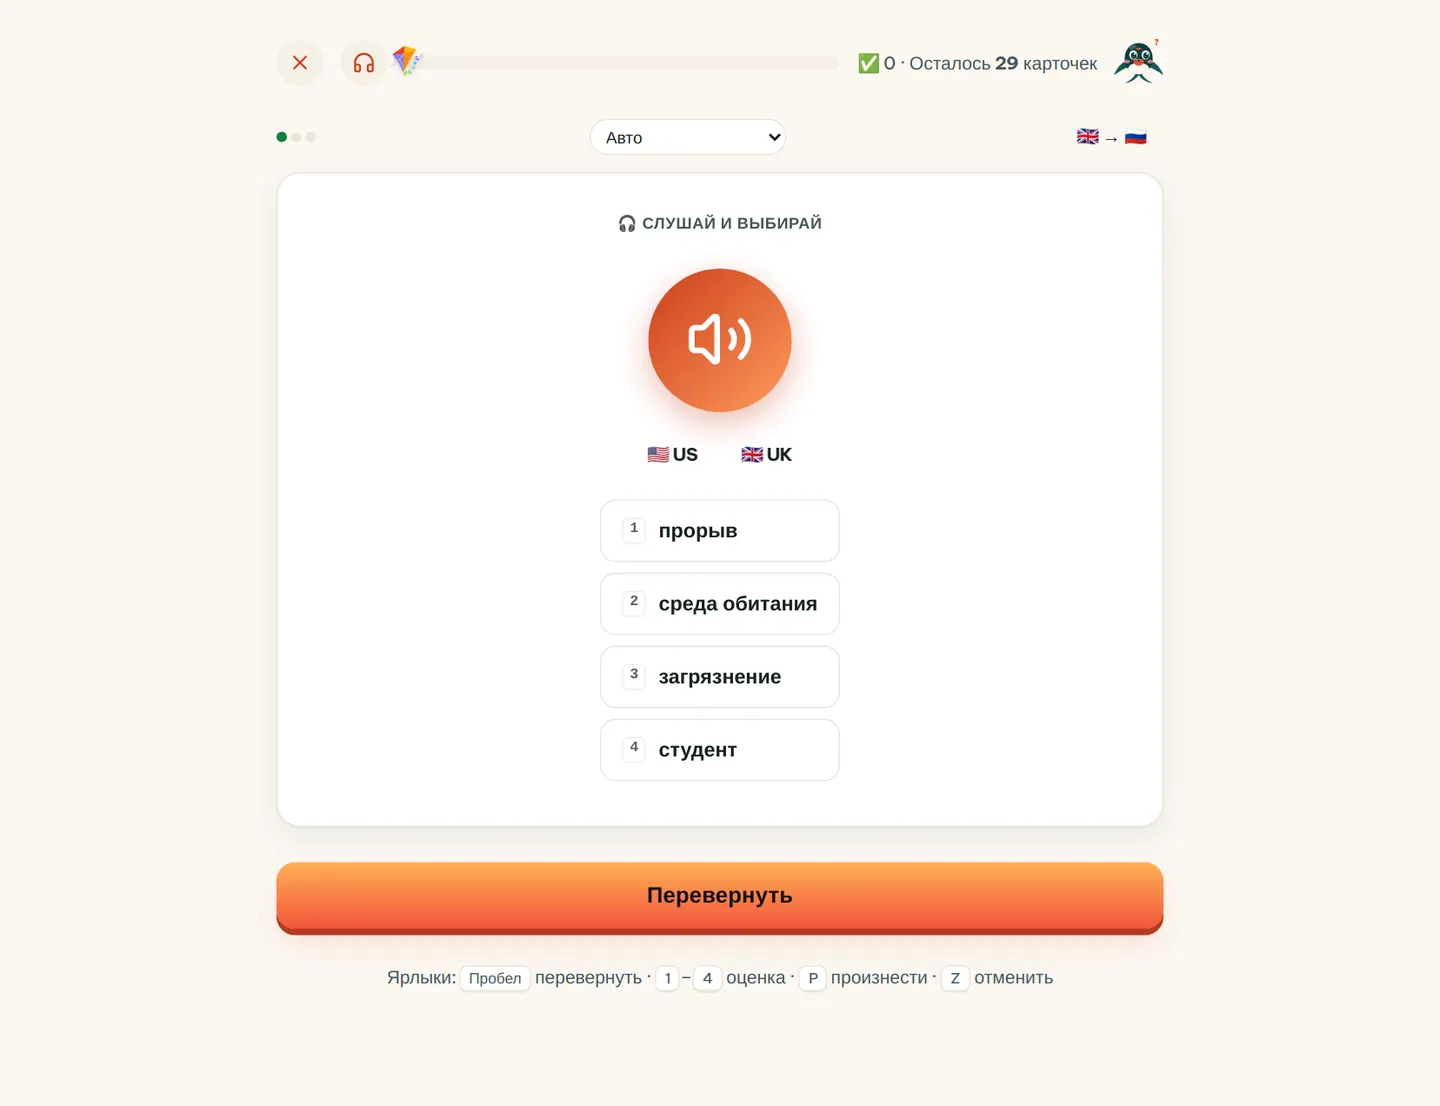 ✅ 0 · Осталось 29 карточек
Авто
🇬🇧 → 🇷🇺
🎧 СЛУШАЙ И ВЫБИРАЙ
🇺🇸 US 🇬🇧 UK
1 прорыв
2 среда обитания
3 загрязнение
4 студент
Перевернуть
Ярлыки: Пробел перевернуть · 1 – 4 оценка · P произнести · Z отменить